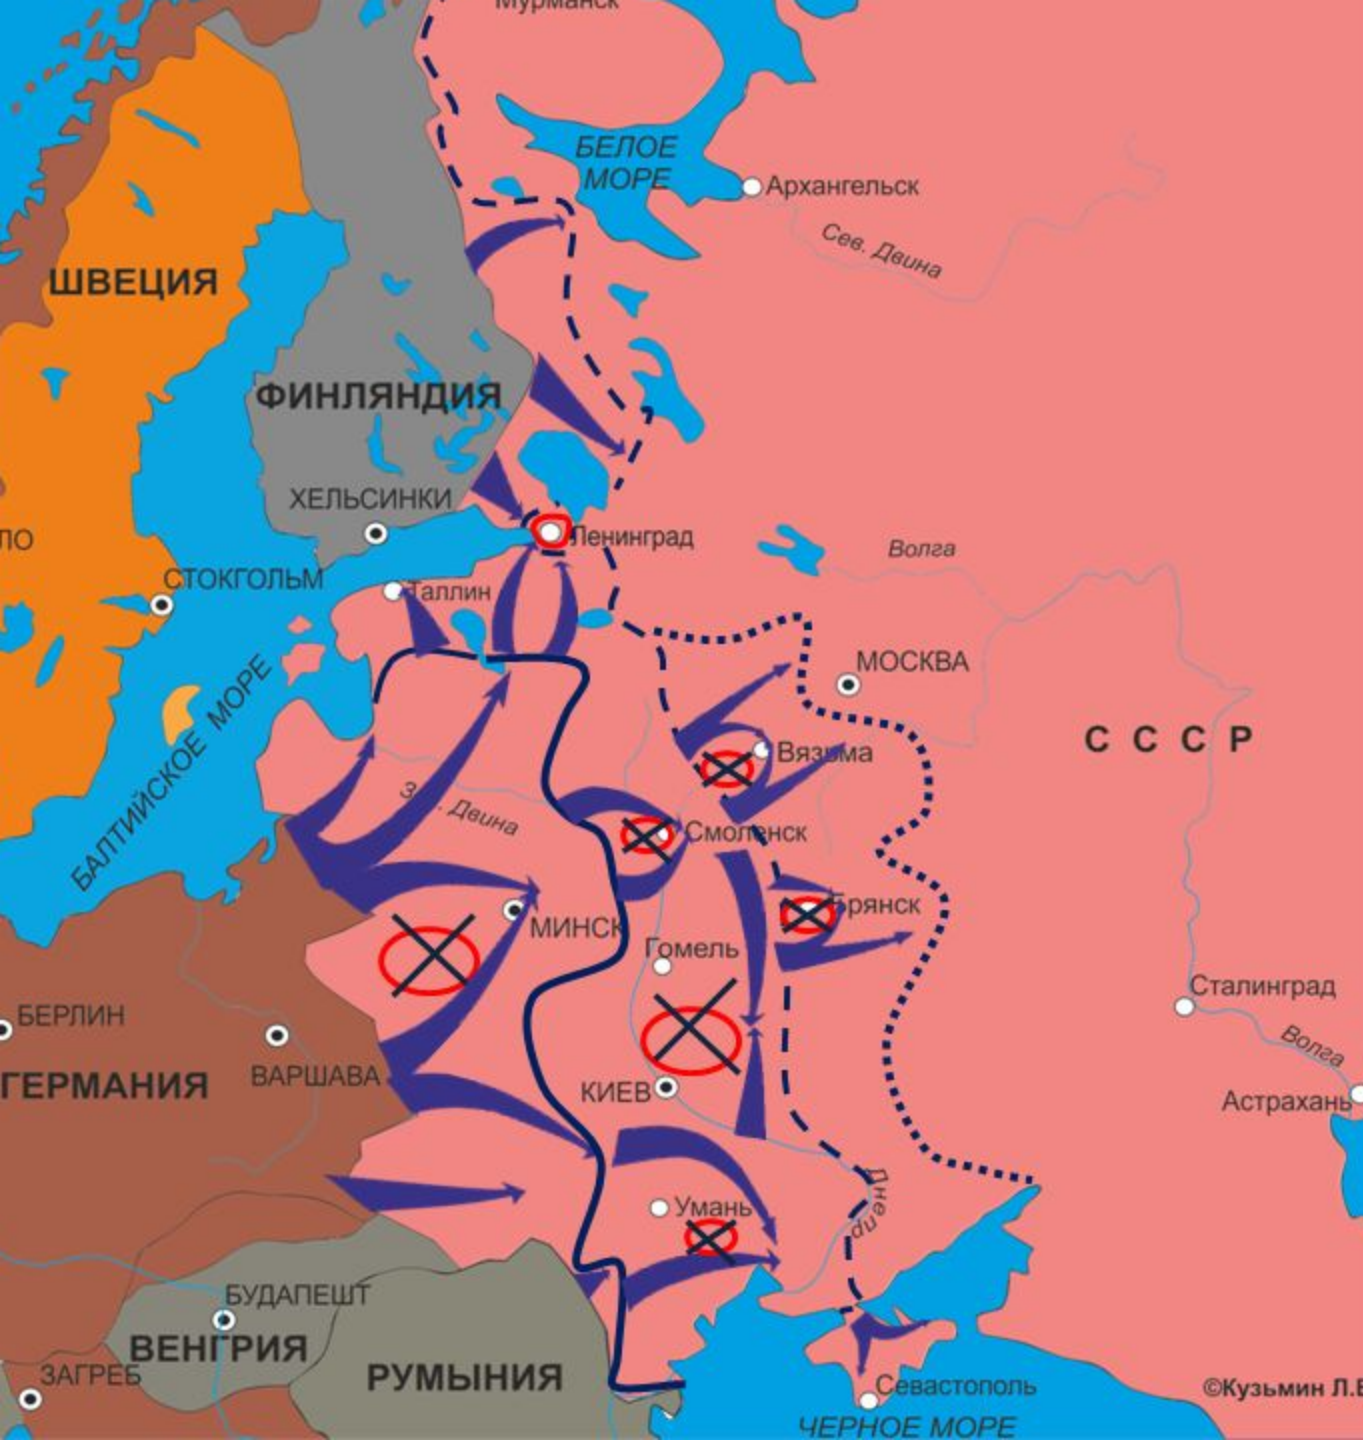 Мурманск
БЕЛОЕ
МОРЕ
Архангельск
Сев. Двина
ШВЕЦИЯ
ФИНЛЯНДИЯ
ХЕЛЬСИНКИ
ЛО
Ленинград
Волга
СТОКГОЛЬМ
Таллин
МОСКВА
БАЛТИЙСКОЕ МОРЕ
С С С Р
Вязьма
Двина
Смоленск
Брянск
МИНСК
Гомель
Сталинград
БЕРЛИН
Волга
ВАРШАВА
ГЕРМАНИЯ
КИЕВ
Астрахань
Днепр
Умань
БУДАПЕШТ
ВЕНГРИЯ
ЗАГРЕБ
РУМЫНИЯ
Севастополь
©Кузьмин Л.В
ЧЕРНОЕ МОРЕ